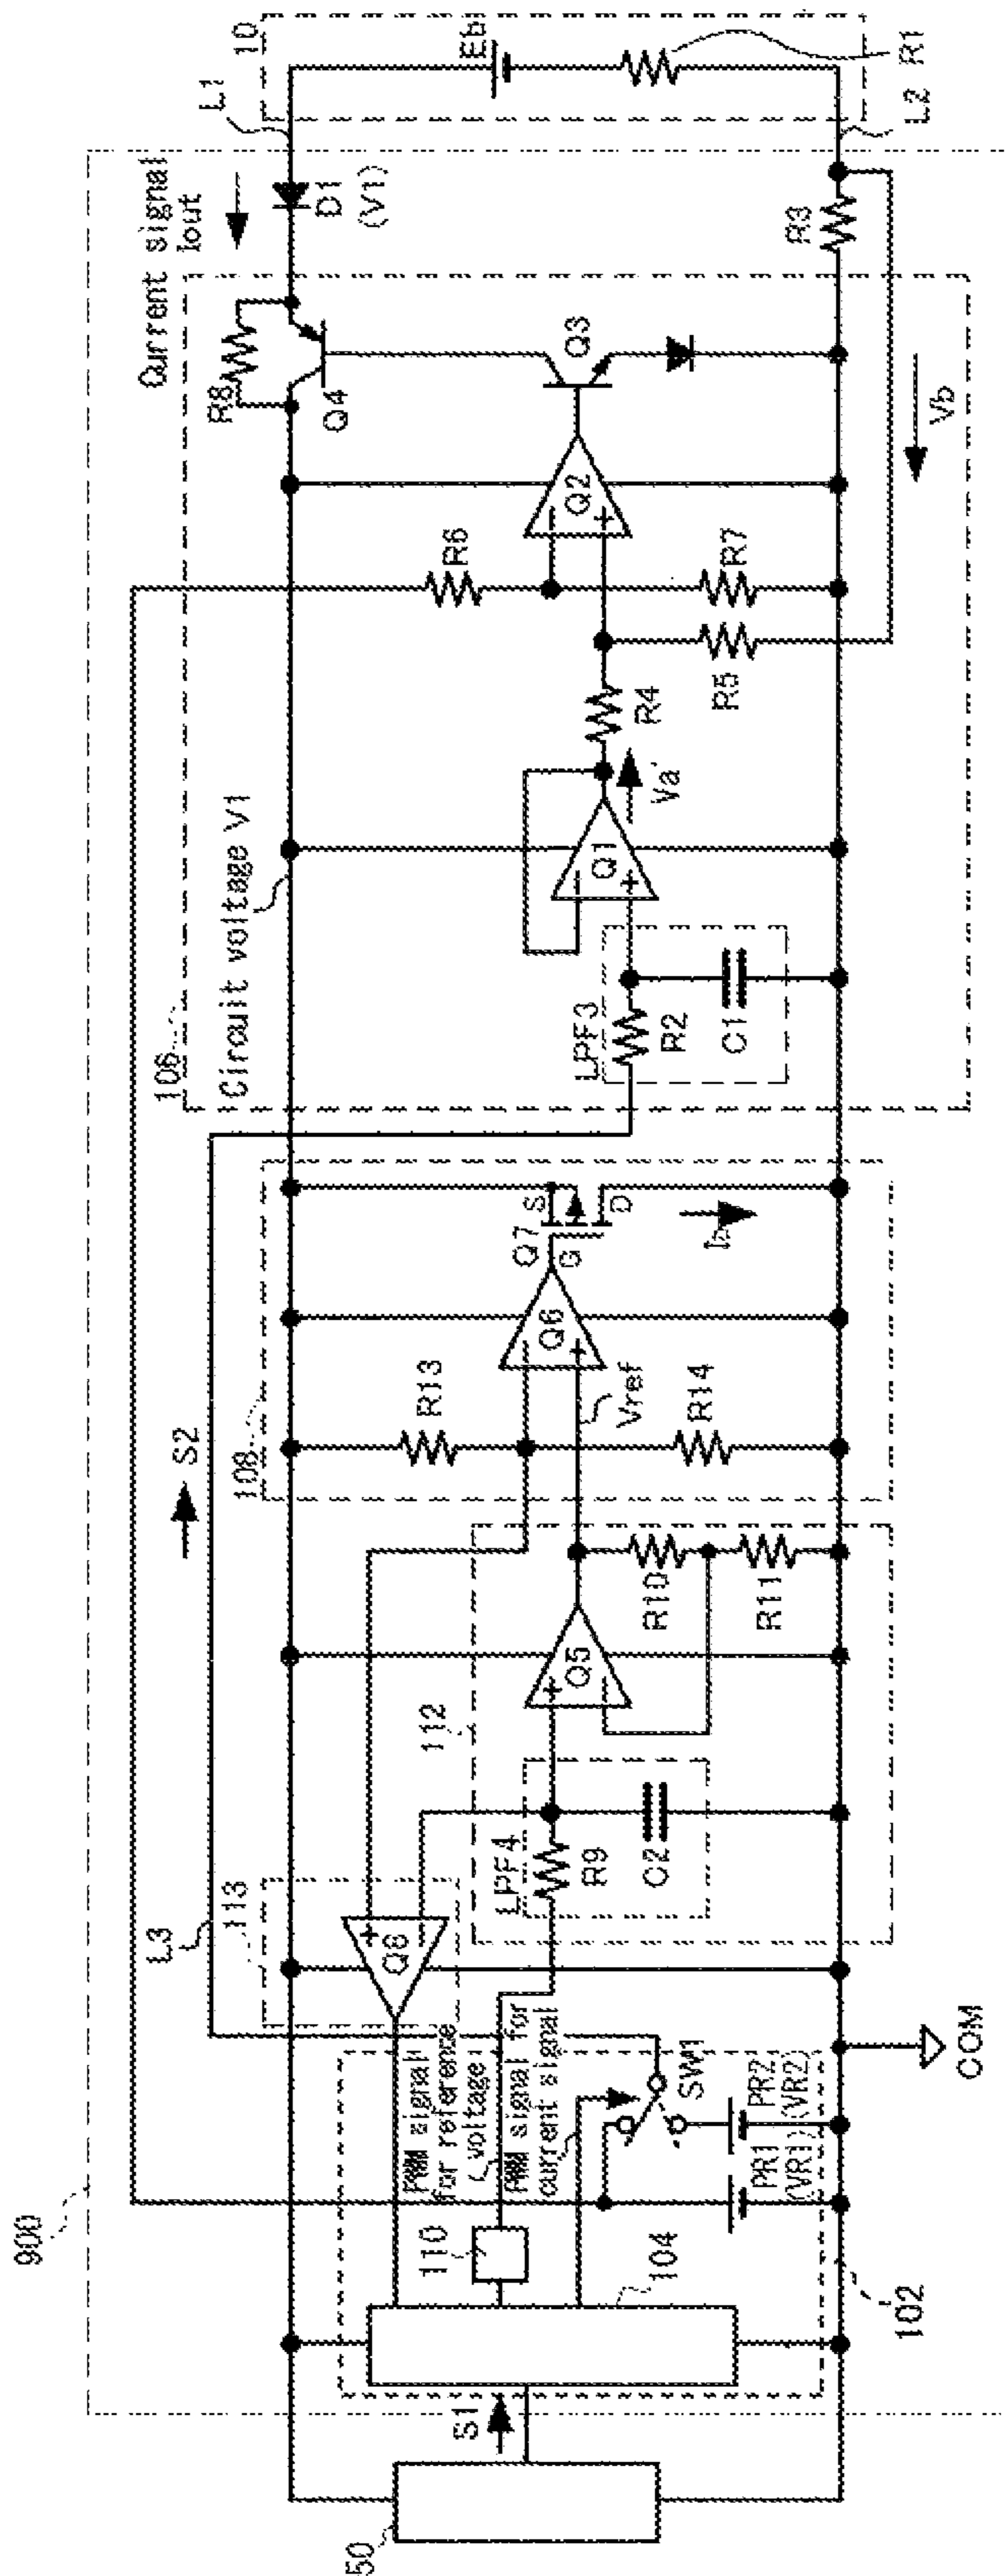 900
50
S1
102
104
110
PWM signal
for reference
voltage
PWM signal for
current signal
SW1
PR1
(VR1)
PR2
(VR2)
COM
L3
113
Q8
+
−
LPF4
R9
C2
112
Q5
+
−
R10
R11
S2
108
R13
R14
Vref
Q6
−
+
Q7
G
S
D
106
Circuit voltage V1
LPF3
R2
C1
Q1
−
+
Va
R4
R5
R6
R7
Q2
−
+
Q3
Q4
R8
Vb
R3
Qurrent signal
Iout
D1
(V1)
L1
L2
10
Eb
R1